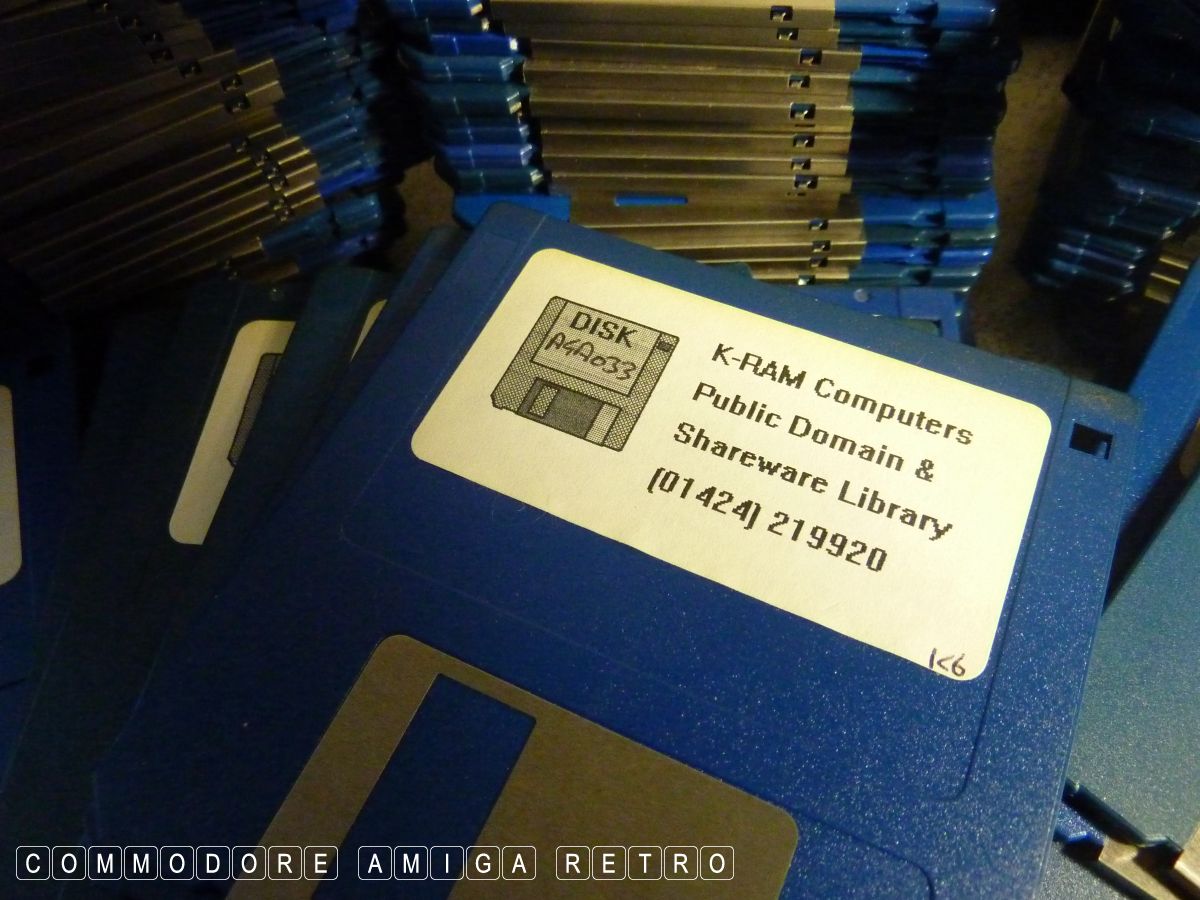 DISK
A4A033
K-RAM Computers
Public Domain &
Shareware Library
(01424) 219920
K6
COMMODORE AMIGA RETRO